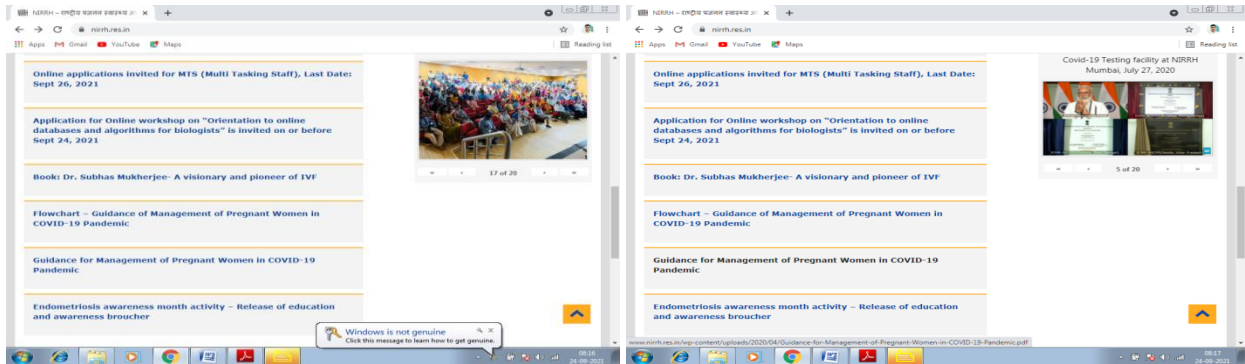 NIRRH – राष्ट्रीय प्रजनन स्वास्थ्य
nirrh.res.in
Apps Gmail YouTube Maps Reading list
Online applications invited for MTS (Multi Tasking Staff), Last Date:
Sept 26, 2021
Application for Online workshop on "Orientation to online
databases and algorithms for biologists" is invited on or before
Sept 24, 2021
Book: Dr. Subhas Mukherjee- A visionary and pioneer of IVF
Flowchart – Guidance of Management of Pregnant Women in
COVID-19 Pandemic
Guidance for Management of Pregnant Women in COVID-19
Pandemic
Endometriosis awareness month activity – Release of education
and awareness broucher
« ‹ 17 of 20 › »
Windows is not genuine
Click this message to learn how to get genuine.
08:16
24-09-2021
NIRRH – राष्ट्रीय प्रजनन स्वास्थ्य
nirrh.res.in
Apps Gmail YouTube Maps Reading list
Online applications invited for MTS (Multi Tasking Staff), Last Date:
Sept 26, 2021
Application for Online workshop on "Orientation to online
databases and algorithms for biologists" is invited on or before
Sept 24, 2021
Book: Dr. Subhas Mukherjee- A visionary and pioneer of IVF
Flowchart – Guidance of Management of Pregnant Women in
COVID-19 Pandemic
Guidance for Management of Pregnant Women in COVID-19
Pandemic
Endometriosis awareness month activity – Release of education
and awareness broucher
Covid-19 Testing facility at NIRRH
Mumbai, July 27, 2020
« ‹ 5 of 20 › »
www.nirrh.res.in/wp-content/uploads/2020/04/Guidance-for-Management-of-Pregnant-Women-in-COVID-19-Pandemic.pdf
08:17
24-09-2021